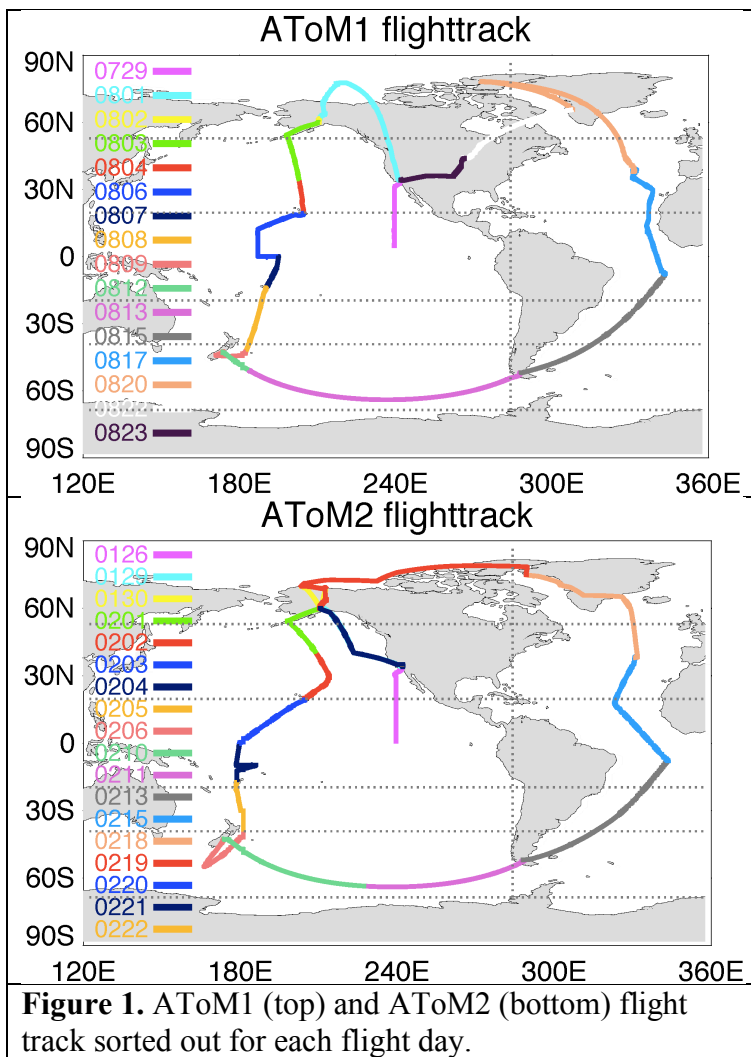 AToM1 flighttrack
90N
60N
30N
0
30S
60S
90S
0729
0801
0802
0803
0804
0806
0807
0808
0809
0812
0813
0815
0817
0820
0822
0823
120E 180E 240E 300E 360E
AToM2 flighttrack
90N
60N
30N
0
30S
60S
90S
0126
0129
0130
0201
0202
0203
0204
0205
0206
0210
0211
0213
0215
0218
0219
0220
0221
0222
120E 180E 240E 300E 360E
Figure 1. AToM1 (top) and AToM2 (bottom) flight
track sorted out for each flight day.